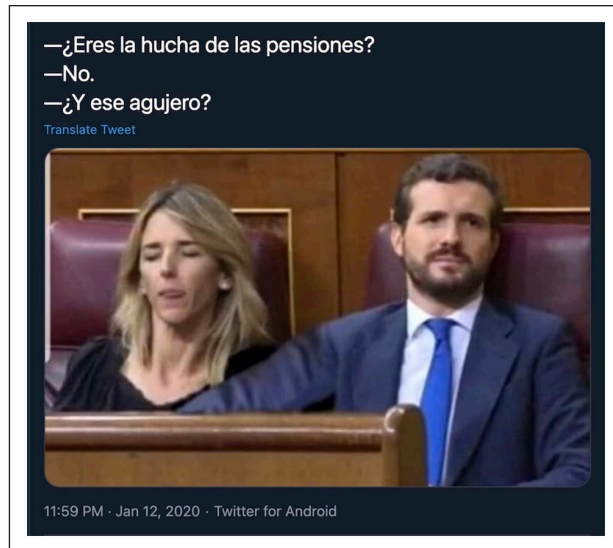 —¿Eres la hucha de las pensiones?
—No.
—¿Y ese agujero?
Translate Tweet
11:59 PM · Jan 12, 2020 · Twitter for Android